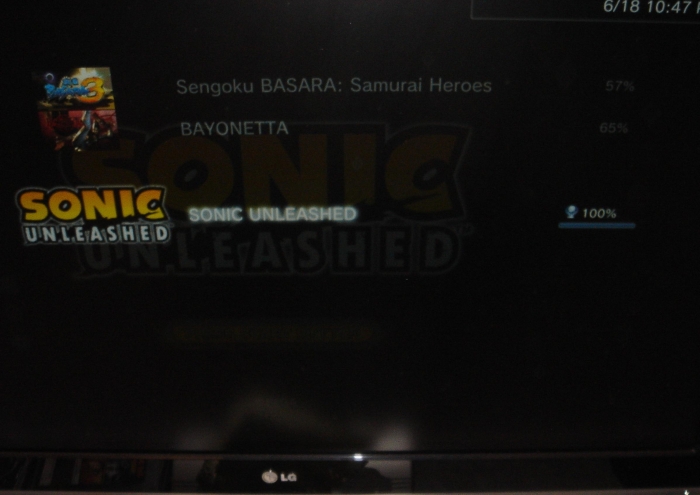 6/18 10:47
Sengoku BASARA: Samurai Heroes
57%
3
BAYONETTA
65%
SONIC
UNLEASHED
SONIC UNLEASHED
100%
SONIC
UNLEASHED
LG